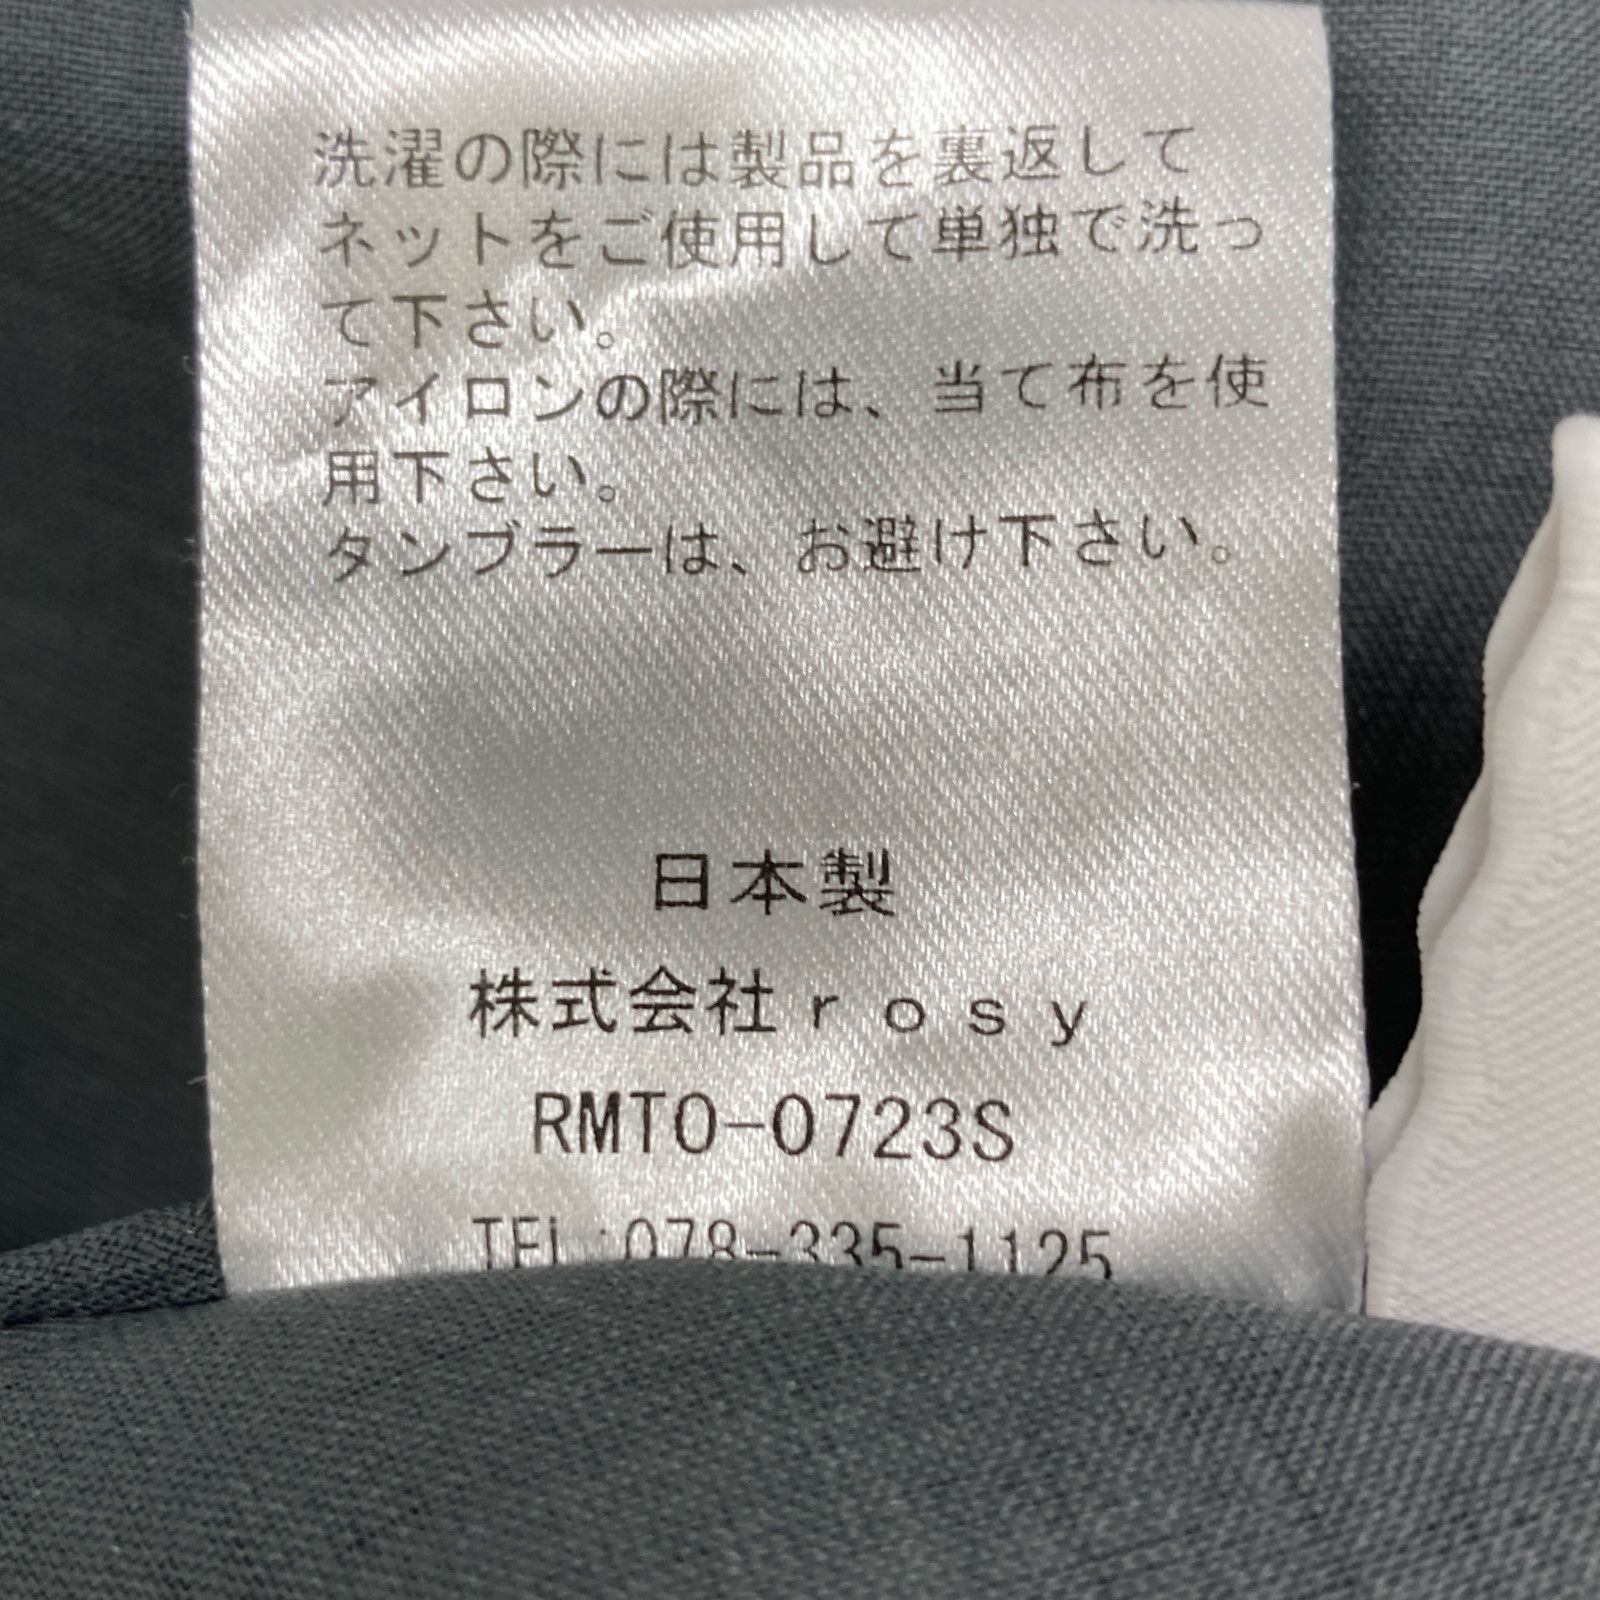 洗濯の際には製品を裏返して
ネットをご使用して単独で洗っ
て下さい。
アイロンの際には、当て布を使
用下さい。
タンブラーは、お避け下さい。
日本製
株式会社ｒｏｓｙ
RMTO-0723S
TEL:078-335-1125